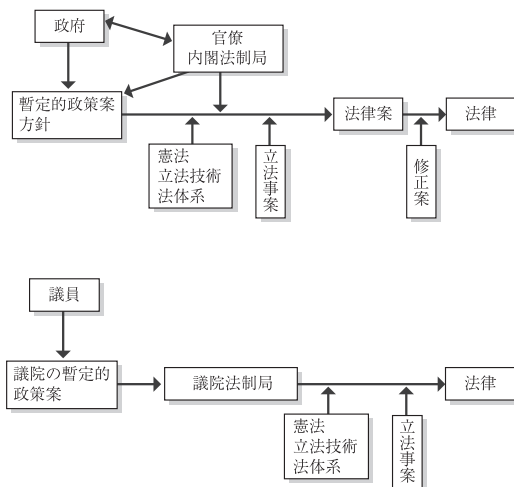 政府
官僚
内閣法制局
暫定的政策案
方針
法律案
法律
憲法
立法技術
法体系
立法事案
修正案
議員
議院の暫定的
政策案
議院法制局
法律
憲法
立法技術
法体系
立法事案